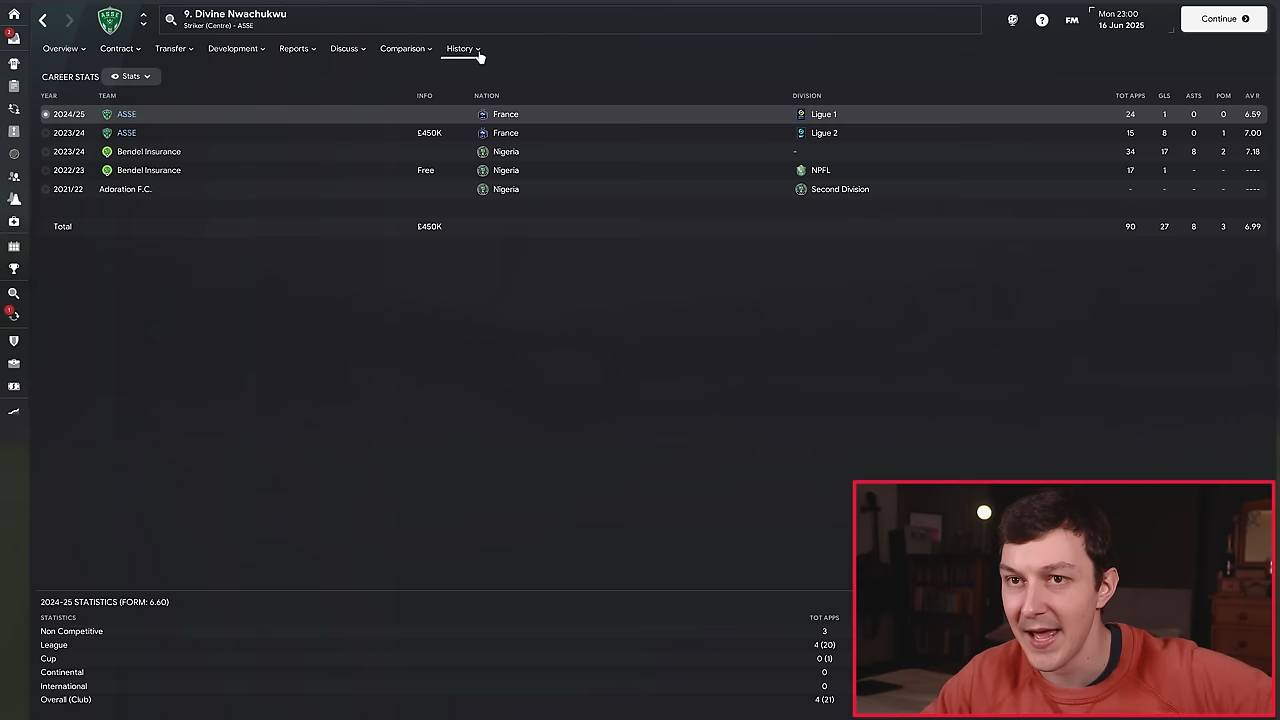 9. Divine Nwachukwu
Striker (Centre) - ASSE
FM
Mon 23:00
16 Jun 2025
Continue
2
Overview Contract Transfer Development Reports Discuss Comparison History
CAREER STATS Stats
YEAR TEAM INFO NATION DIVISION TOT APPS GLS ASTS POM AV R
2024/25 ASSE France Ligue 1 24 1 0 0 6.59
2023/24 ASSE £450K France Ligue 2 15 8 0 1 7.00
2023/24 Bendel Insurance Nigeria - 34 17 8 2 7.18
2022/23 Bendel Insurance Free Nigeria NPFL 17 1 - - ----
2021/22 Adoration F.C. Nigeria Second Division - - - - ----
Total £450K 90 27 8 3 6.99
1
2024-25 STATISTICS (FORM: 6.60)
STATISTICS TOT APPS
Non Competitive 3
League 4 (20)
Cup 0 (1)
Continental 0
International 0
Overall (Club) 4 (21)